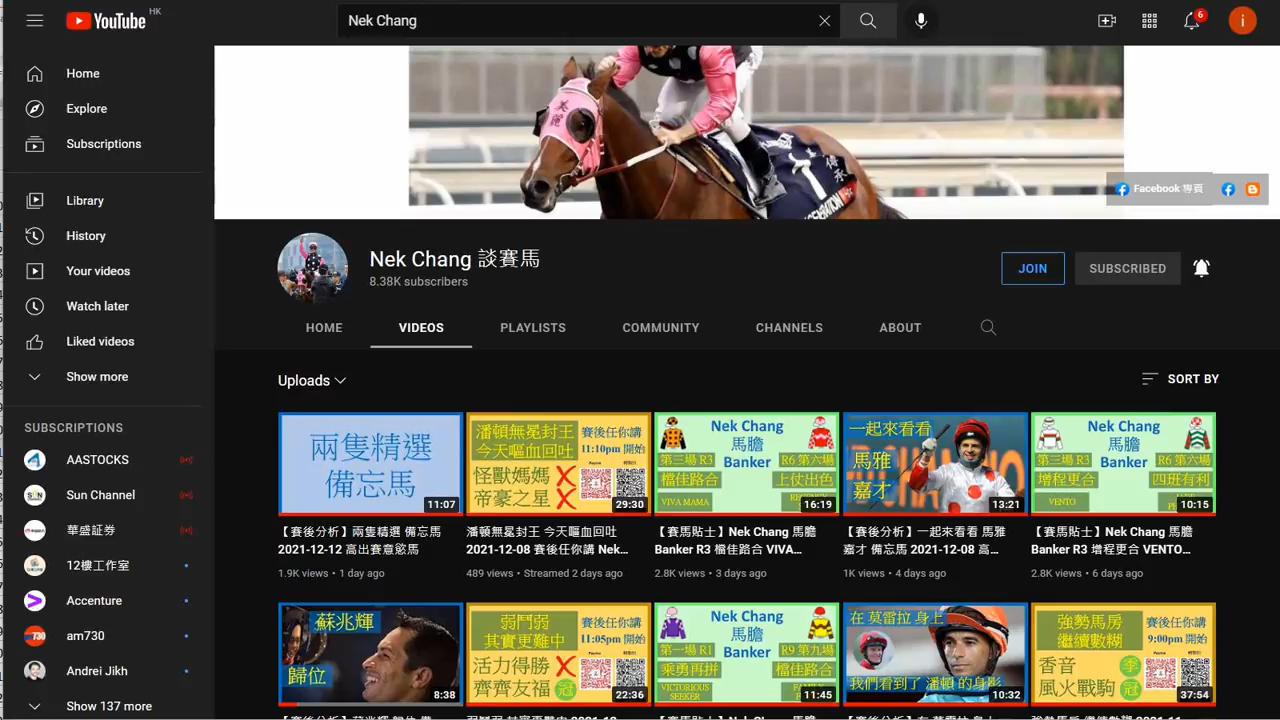 YouTube HK
Nek Chang
6
i
Home
Explore
Subscriptions
Library
History
Your videos
Watch later
Liked videos
Show more
SUBSCRIPTIONS
AASTOCKS
Sun Channel
華盛証券
12樓工作室
Accenture
am730
Andrei Jikh
Show 137 more
美麗
傳承
Facebook 專頁
Nek Chang 談賽馬
8.38K subscribers
JOIN
SUBSCRIBED
HOME
VIDEOS
PLAYLISTS
COMMUNITY
CHANNELS
ABOUT
Uploads
SORT BY
兩隻精選
備忘馬
11:07
【賽後分析】兩隻精選 備忘馬
2021-12-12 高出賽意慾馬
1.9K views • 1 day ago
潘頓無冕封王
今天嘔血回吐
賽後任你講
11:10pm 開始
怪獸媽媽
帝豪之星
29:30
潘頓無冕封王 今天嘔血回吐
2021-12-08 賽後任你講 Nek...
489 views • Streamed 2 days ago
Nek Chang
馬膽
Banker
第三場 R3
檔佳路合
VIVA MAMA
R6 第六場
上仗出色
16:19
【賽馬貼士】Nek Chang 馬膽
Banker R3 檔佳路合 VIVA...
2.8K views • 3 days ago
一起來看看
馬雅
嘉才
13:21
【賽後分析】一起來看看 馬雅
嘉才 備忘馬 2021-12-08 高...
1K views • 4 days ago
Nek Chang
馬膽
Banker
第三場 R3
增程更合
VENTO
R6 第六場
四班有利
10:15
【賽馬貼士】Nek Chang 馬膽
Banker R3 增程更合 VENTO...
2.8K views • 6 days ago
蘇兆輝
歸位
8:38
弱鬥弱
其實更難中
賽後任你講
11:05pm 開始
活力得勝
齊齊友福
冠
22:36
Nek Chang
馬膽
Banker
第一場 R1
乘勇再拼
VICTORIOUS
SEEKER
R9 第九場
檔佳路合
11:45
在 莫雷拉 身上
我們看到了 潘頓 的身影
10:32
強勢馬房
繼續數糊
賽後任你講
9:00pm 開始
香音
風火戰駒
季
冠
37:54